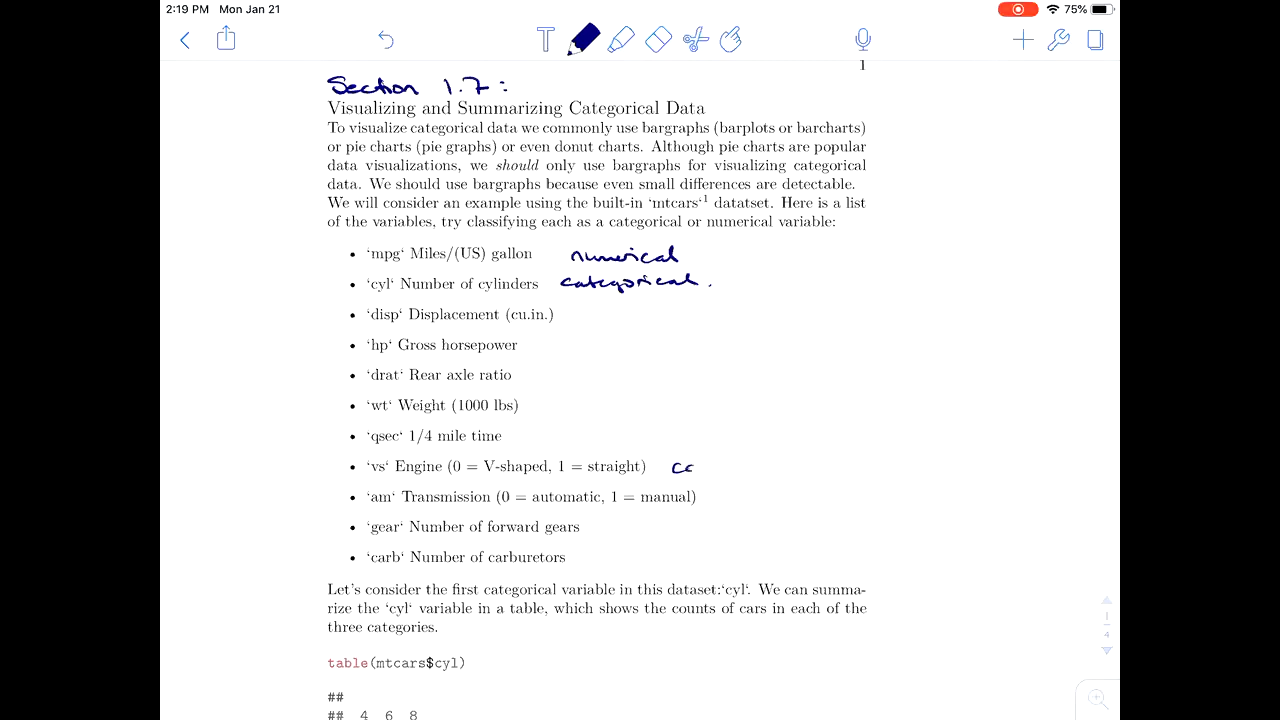 2:19 PM Mon Jan 21 75%
T
1
Section 1.7:
Visualizing and Summarizing Categorical Data
To visualize categorical data we commonly use bargraphs (barplots or barcharts)
or pie charts (pie graphs) or even donut charts. Although pie charts are popular
data visualizations, we should only use bargraphs for visualizing categorical
data. We should use bargraphs because even small differences are detectable.
We will consider an example using the built-in ‘mtcars‘1 datatset. Here is a list
of the variables, try classifying each as a categorical or numerical variable:
• ‘mpg‘ Miles/(US) gallon numerical
• ‘cyl‘ Number of cylinders categorical.
• ‘disp‘ Displacement (cu.in.)
• ‘hp‘ Gross horsepower
• ‘drat‘ Rear axle ratio
• ‘wt‘ Weight (1000 lbs)
• ‘qsec‘ 1/4 mile time
• ‘vs‘ Engine (0 = V-shaped, 1 = straight)
• ‘am‘ Transmission (0 = automatic, 1 = manual)
• ‘gear‘ Number of forward gears
• ‘carb‘ Number of carburetors
Let's consider the first categorical variable in this dataset:‘cyl‘. We can summa-
rize the ‘cyl‘ variable in a table, which shows the counts of cars in each of the
three categories.
table(mtcars$cyl)
##
## 4 6 8
1
4